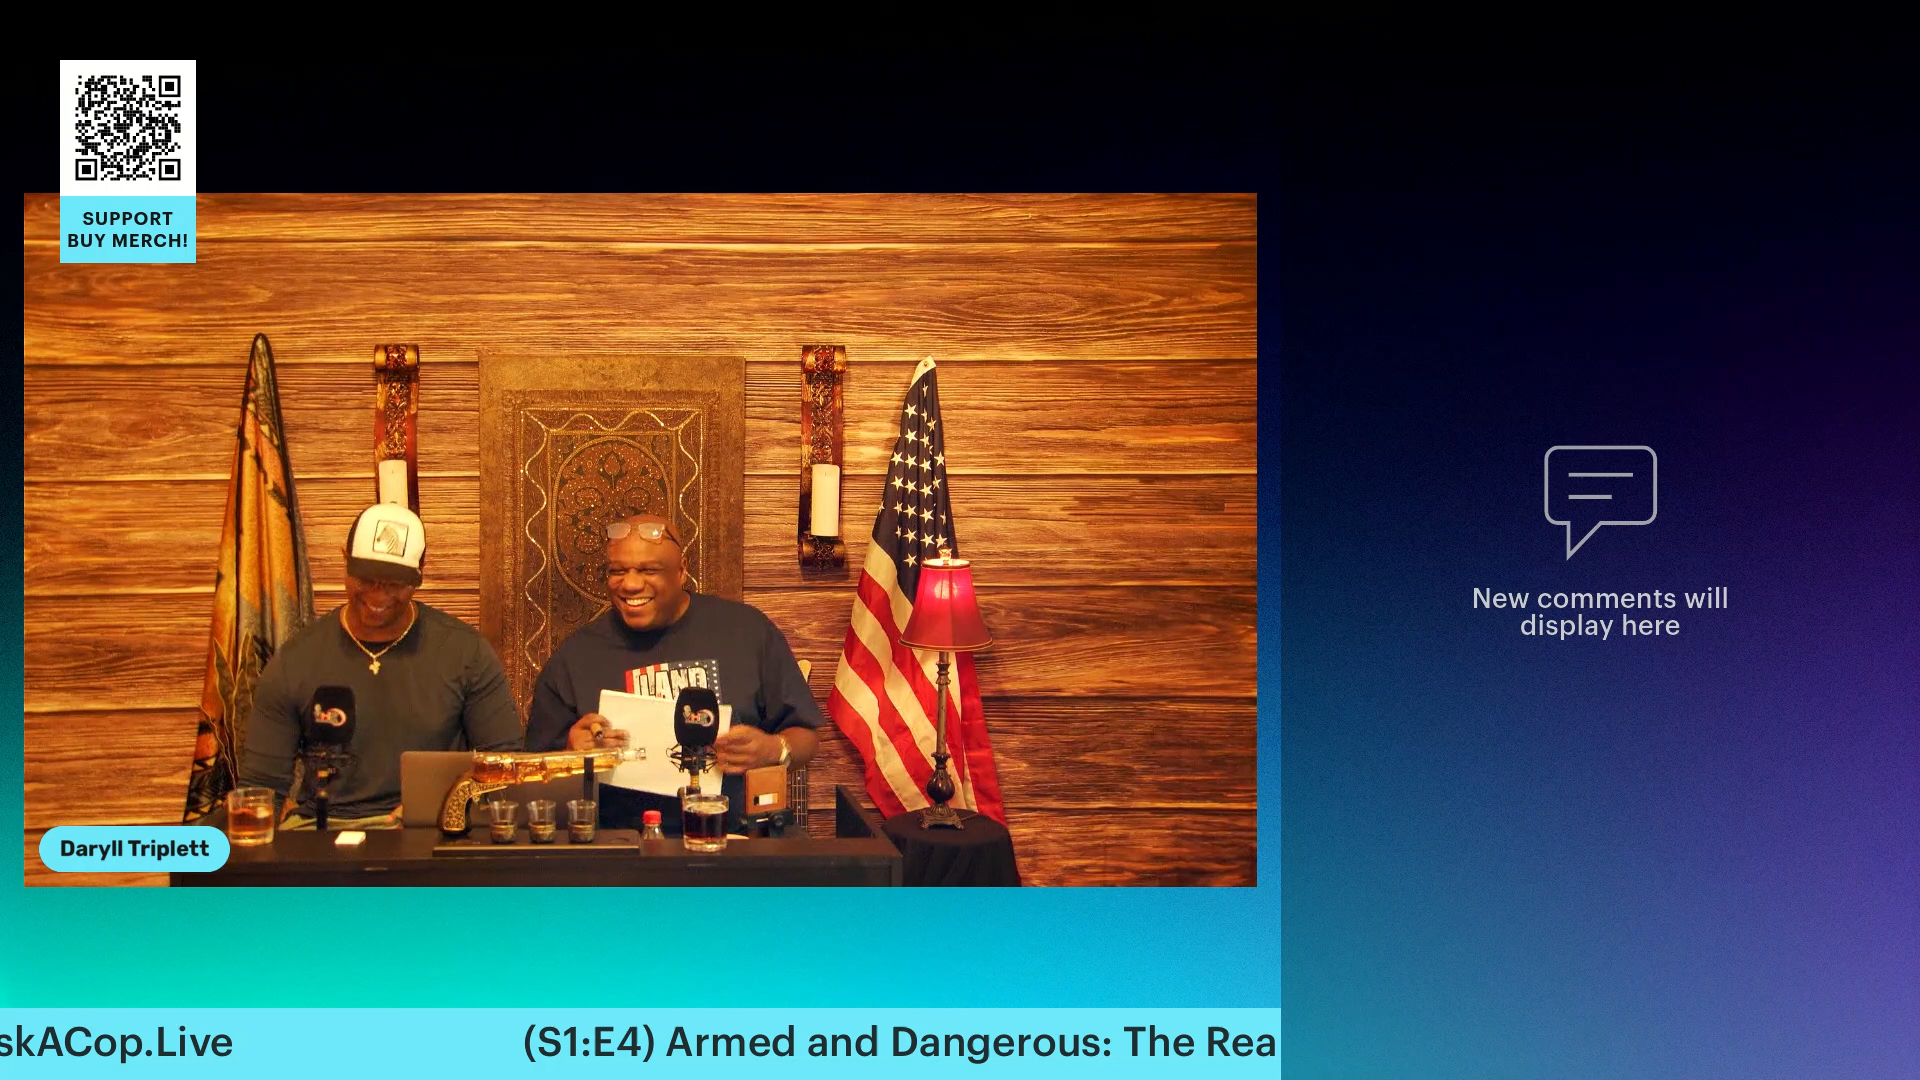 SUPPORT
BUY MERCH!
LAND
Daryll Triplett
New comments will
display here
skACop.Live
(S1:E4) Armed and Dangerous: The Rea